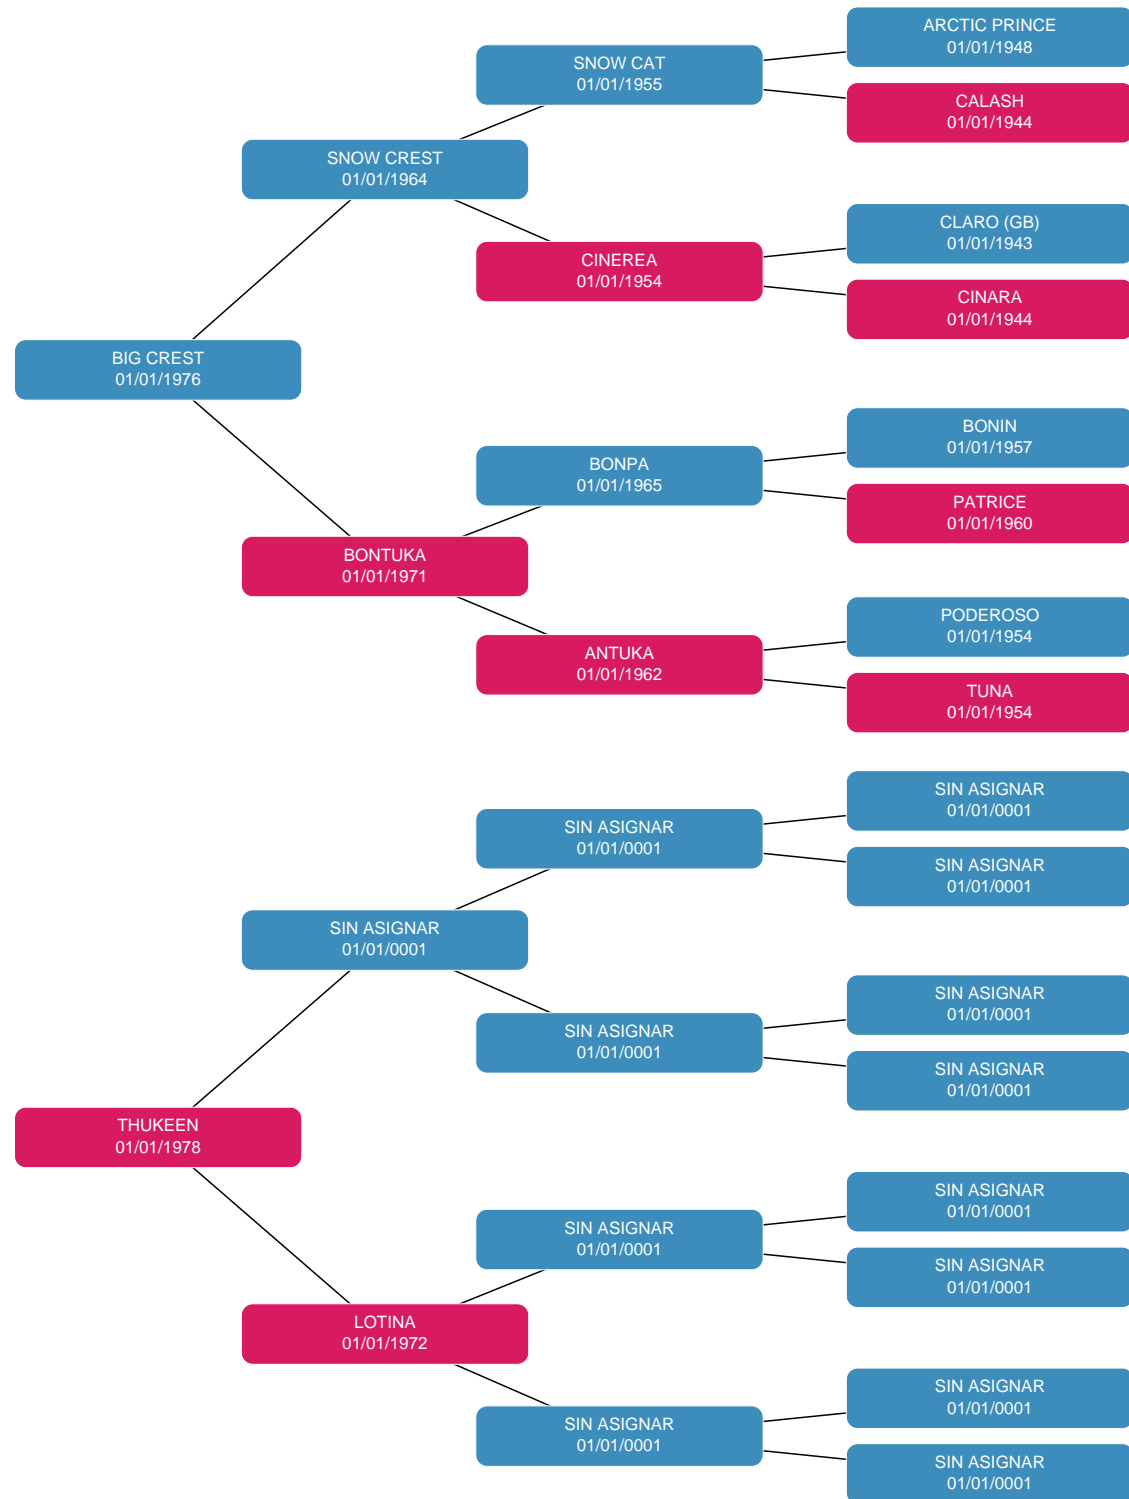 ARCTIC PRINCE
01/01/1948
SNOW CAT
01/01/1955
CALASH
01/01/1944
SNOW CREST
01/01/1964
CLARO (GB)
01/01/1943
CINEREA
01/01/1954
CINARA
01/01/1944
BIG CREST
01/01/1976
BONIN
01/01/1957
BONPA
01/01/1965
PATRICE
01/01/1960
BONTUKA
01/01/1971
PODEROSO
01/01/1954
ANTUKA
01/01/1962
TUNA
01/01/1954
SIN ASIGNAR
01/01/0001
SIN ASIGNAR
01/01/0001
SIN ASIGNAR
01/01/0001
SIN ASIGNAR
01/01/0001
SIN ASIGNAR
01/01/0001
SIN ASIGNAR
01/01/0001
SIN ASIGNAR
01/01/0001
THUKEEN
01/01/1978
SIN ASIGNAR
01/01/0001
SIN ASIGNAR
01/01/0001
SIN ASIGNAR
01/01/0001
LOTINA
01/01/1972
SIN ASIGNAR
01/01/0001
SIN ASIGNAR
01/01/0001
SIN ASIGNAR
01/01/0001